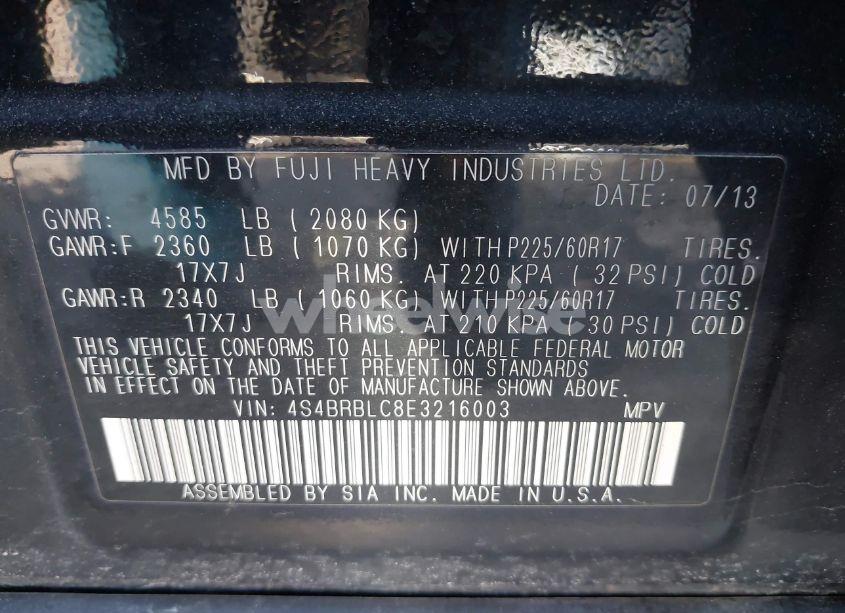 MFD BY FUJI HEAVY INDUSTRIES LTD.
DATE: 07/13
GVWR: 4585 LB ( 2080 KG)
GAWR:F 2360 LB ( 1070 KG) WITH P225/60R17 TIRES.
17X7J RIMS. AT 220 KPA ( 32 PSI) COLD
GAWR:R 2340 LB ( 1060 KG) WITH P225/60R17 TIRES.
17X7J RIMS. AT 210 KPA ( 30 PSI) COLD
wheelwise
THIS VEHICLE CONFORMS TO ALL APPLICABLE FEDERAL MOTOR
VEHICLE SAFETY AND THEFT PREVENTION STANDARDS
IN EFFECT ON THE DATE OF MANUFACTURE SHOWN ABOVE.
VIN: 4S4BRBLC8E3216003 MPV
ASSEMBLED BY SIA INC. MADE IN U.S.A.